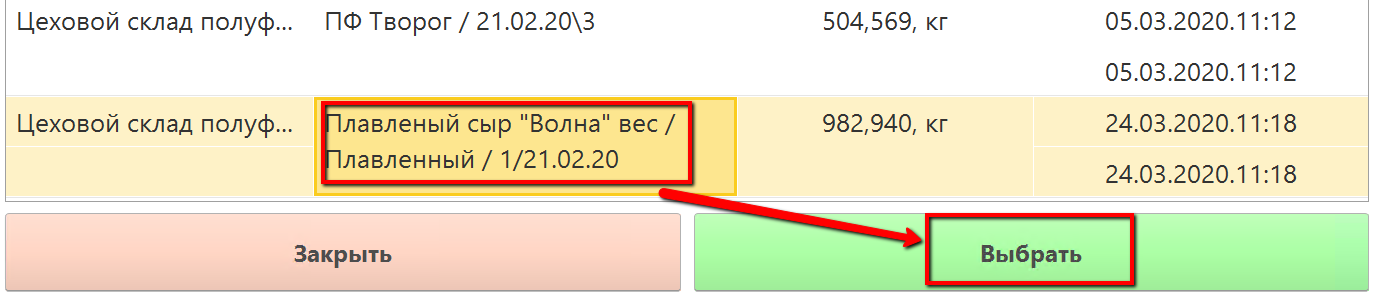 Цеховой склад полуф... ПФ Творог / 21.02.20\3 504,569, кг 05.03.2020.11:12
05.03.2020.11:12
Цеховой склад полуф... Плавленый сыр "Волна" вес / 982,940, кг 24.03.2020.11:18
Плавленный / 1/21.02.20
24.03.2020.11:18
Закрыть Выбрать